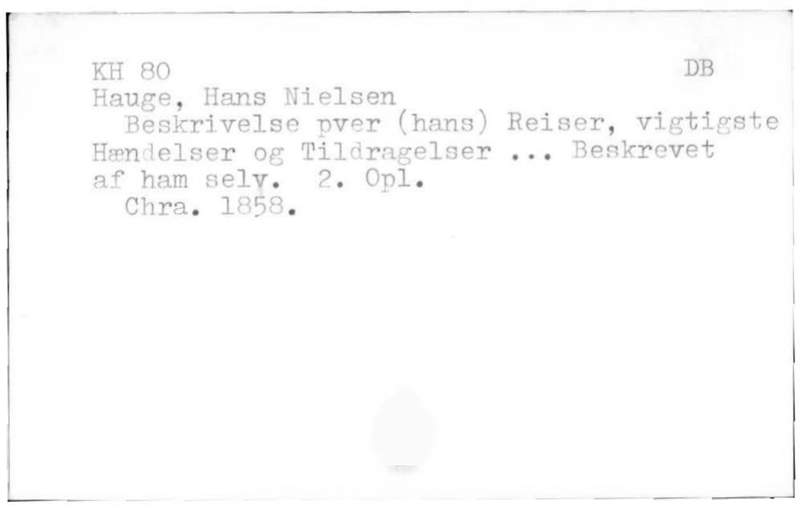 KH 80 DB
Hauge, Hans Nielsen
Beskrivelse pver (hans) Reiser, vigtigste
Hændelser og Tildragelser ... Beskrevet
af ham selv. 2. Opl.
Chra. 1858.